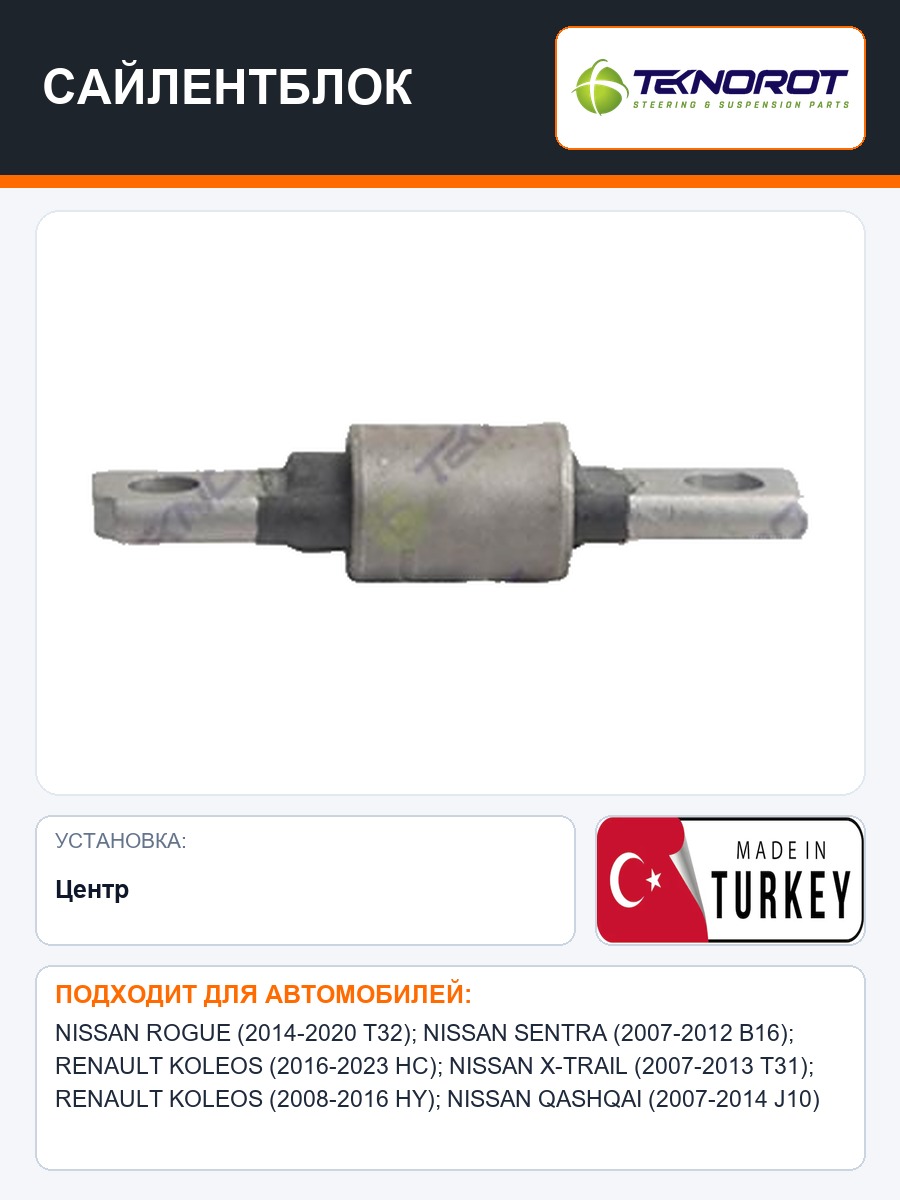 САЙЛЕНТБЛОК
TEKNOROT
STEERING & SUSPENSION PARTS
УСТАНОВКА:
Центр
MADE IN
TURKEY
ПОДХОДИТ ДЛЯ АВТОМОБИЛЕЙ:
NISSAN ROGUE (2014-2020 T32); NISSAN SENTRA (2007-2012 B16);
RENAULT KOLEOS (2016-2023 HC); NISSAN X-TRAIL (2007-2013 T31);
RENAULT KOLEOS (2008-2016 HY); NISSAN QASHQAI (2007-2014 J10)